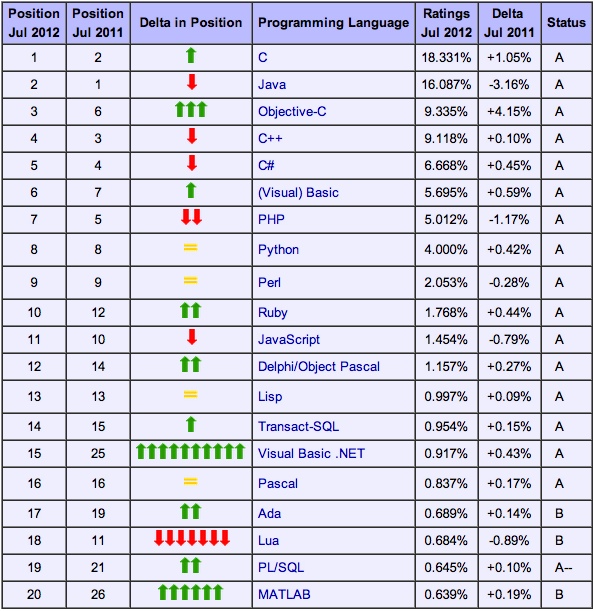 Position Jul 2012 Position Jul 2011 Delta in Position Programming Language Ratings Jul 2012 Delta Jul 2011 Status
1 2 C 18.331% +1.05% A
2 1 Java 16.087% -3.16% A
3 6 Objective-C 9.335% +4.15% A
4 3 C++ 9.118% +0.10% A
5 4 C# 6.668% +0.45% A
6 7 (Visual) Basic 5.695% +0.59% A
7 5 PHP 5.012% -1.17% A
8 8 = Python 4.000% +0.42% A
9 9 = Perl 2.053% -0.28% A
10 12 Ruby 1.768% +0.44% A
11 10 JavaScript 1.454% -0.79% A
12 14 Delphi/Object Pascal 1.157% +0.27% A
13 13 = Lisp 0.997% +0.09% A
14 15 Transact-SQL 0.954% +0.15% A
15 25 Visual Basic .NET 0.917% +0.43% A
16 16 = Pascal 0.837% +0.17% A
17 19 Ada 0.689% +0.14% B
18 11 Lua 0.684% -0.89% B
19 21 PL/SQL 0.645% +0.10% A--
20 26 MATLAB 0.639% +0.19% B